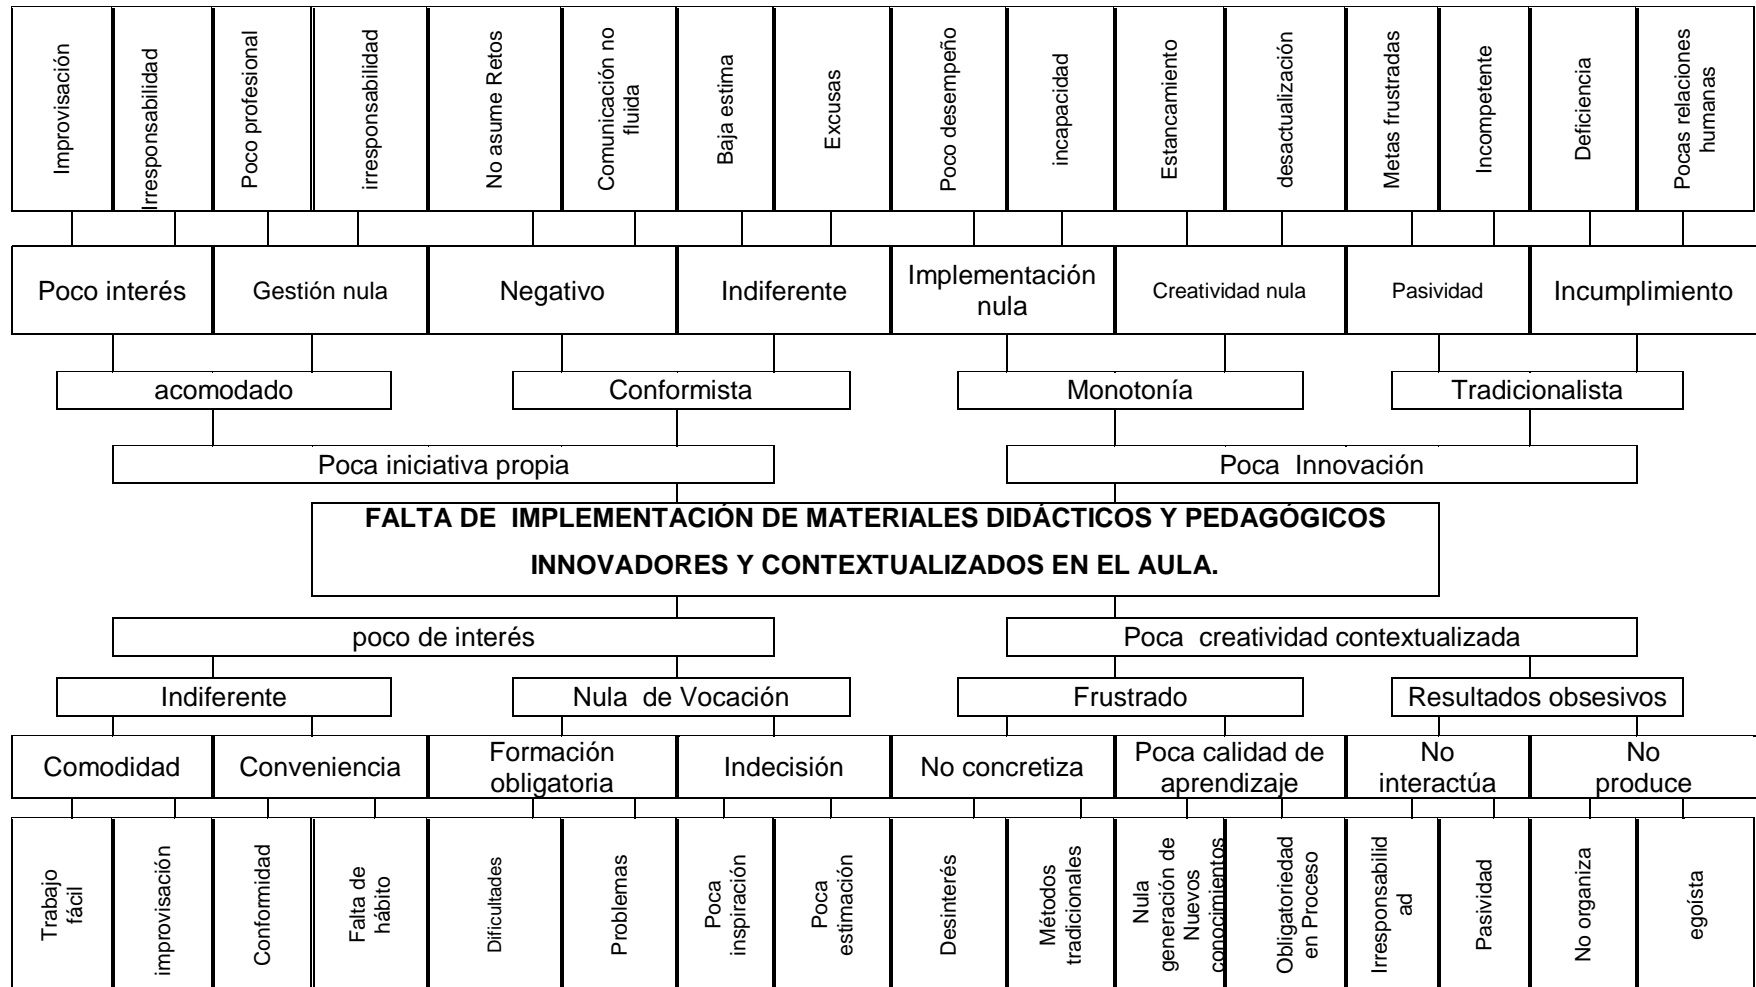 Improvisación
Irresponsabilidad
Poco profesional
irresponsabilidad
No asume Retos
Comunicación no
fluida
Baja estima
Excusas
Poco desempeño
incapacidad
Estancamiento
desactualización
Metas frustradas
Incompetente
Deficiencia
Pocas relaciones
humanas
Poco interés
Gestión nula
Negativo
Indiferente
Implementación
nula
Creatividad nula
Pasividad
Incumplimiento
acomodado
Conformista
Monotonía
Tradicionalista
Poca iniciativa propia
Poca Innovación
FALTA DE IMPLEMENTACIÓN DE MATERIALES DIDÁCTICOS Y PEDAGÓGICOS
INNOVADORES Y CONTEXTUALIZADOS EN EL AULA.
poco de interés
Poca creatividad contextualizada
Indiferente
Nula de Vocación
Frustrado
Resultados obsesivos
Comodidad
Conveniencia
Formación
obligatoria
Indecisión
No concretiza
Poca calidad de
aprendizaje
No
interactúa
No
produce
Trabajo
fácil
improvisación
Conformidad
Falta de
hábito
Dificultades
Problemas
Poca
inspiración
Poca
estimación
Desinterés
Métodos
tradicionales
Nula
generación de
Nuevos
conocimientos
Obligatoriedad
en Proceso
Irresponsabilid
ad
Pasividad
No organiza
egoísta